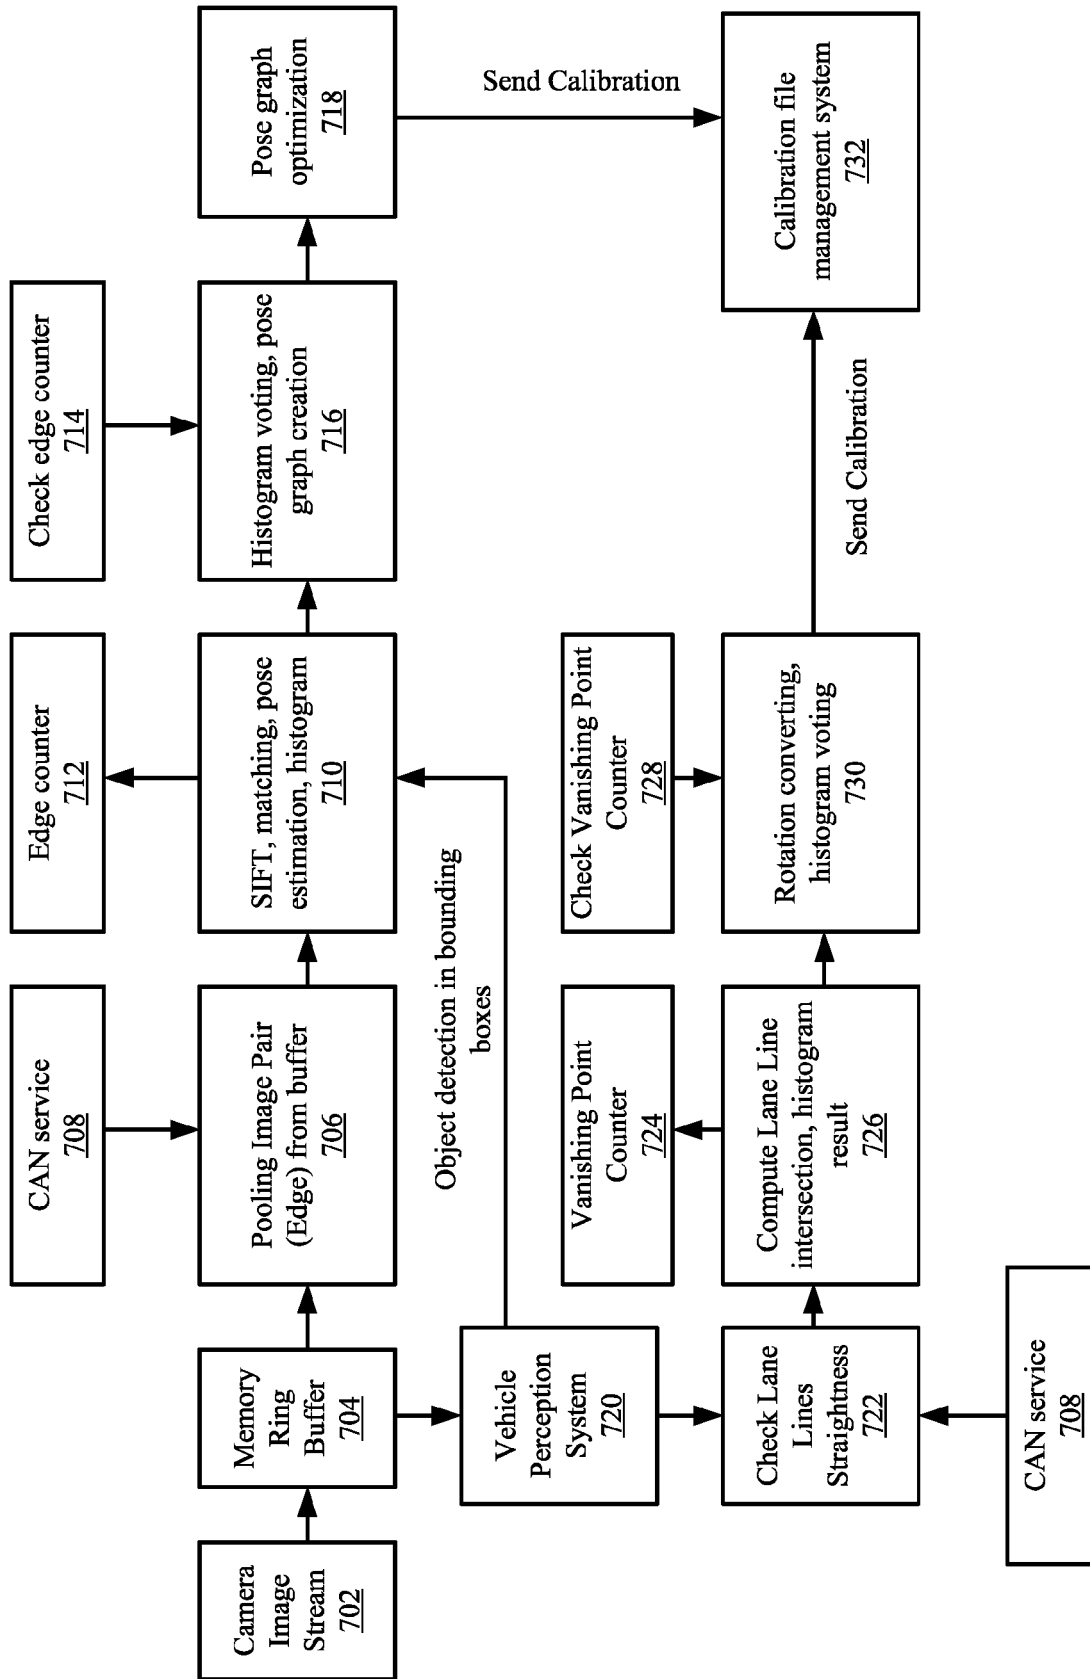 CAN service
708
Edge counter
712
Check edge counter
714
Camera
Image
Stream
702
Memory
Ring
Buffer
704
Pooling Image Pair
(Edge) from buffer
706
SIFT, matching, pose
estimation, histogram
710
Histogram voting, pose
graph creation
716
Pose graph
optimization
718
Object detection in bounding
boxes
Send Calibration
Vehicle
Perception
System
720
Vanishing Point
Counter
724
Check Vanishing Point
Counter
728
Check Lane
Lines
Straightness
722
Compute Lane Line
intersection, histogram
result
726
Rotation converting,
histogram voting
730
Send Calibration
Calibration file
management system
732
CAN service
708